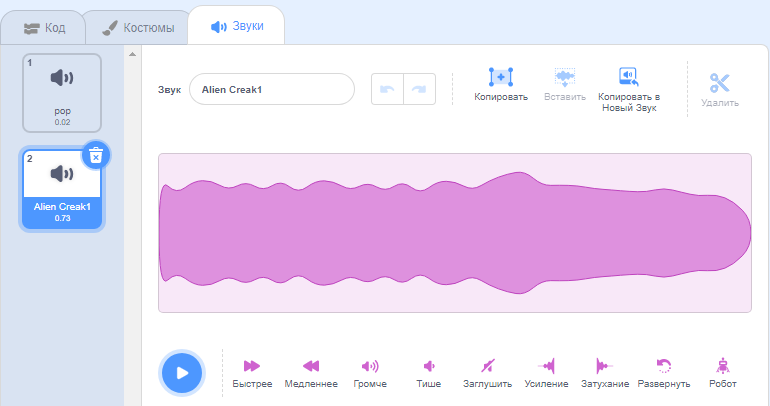 Код
Костюмы
Звуки
1
pop
0.02
2
Alien Creak1
0.73
Звук
Alien Creak1
Копировать
Вставить
Копировать в
Новый Звук
Удалить
Быстрее
Медленнее
Громче
Тише
Заглушить
Усиление
Затухание
Развернуть
Робот